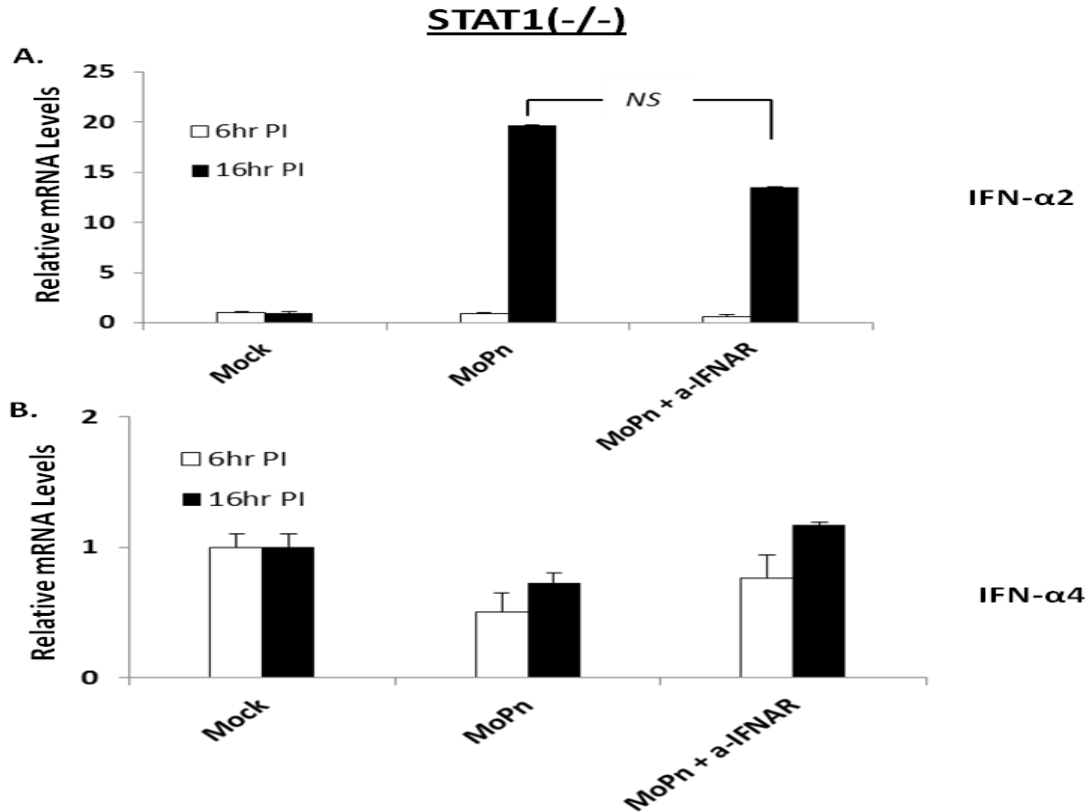 STAT1(-/-)
A.
25
20
15
10
5
0
Relative mRNA Levels
6hr PI
16hr PI
NS
IFN-α2
Mock
MoPn
MoPn + a-IFNAR
B.
2
1
0
Relative mRNA Levels
6hr PI
16hr PI
IFN-α4
Mock
MoPn
MoPn + a-IFNAR